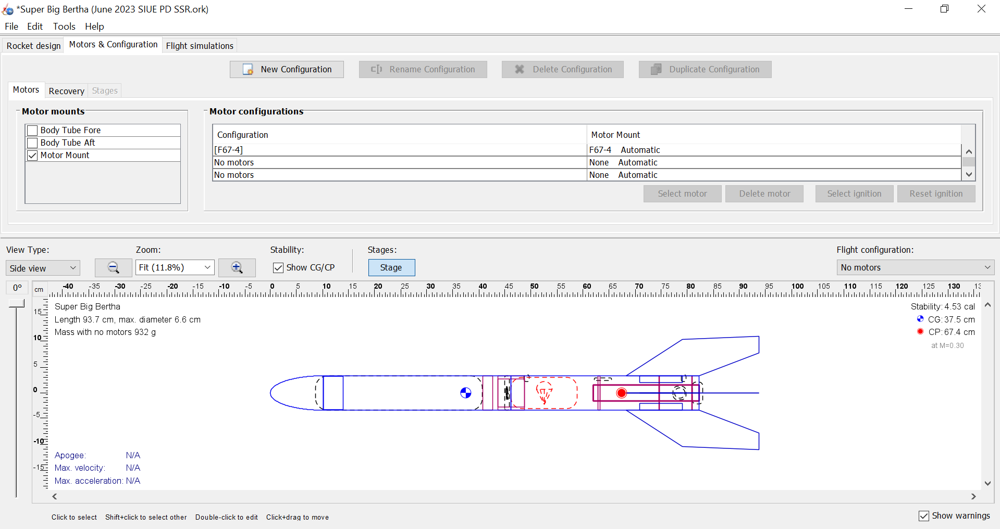 *Super Big Bertha (June 2023 SIUE PD SSR.ork)
File Edit Tools Help
Rocket design Motors & Configuration Flight simulations
New Configuration Rename Configuration Delete Configuration Duplicate Configuration
Motors Recovery Stages
Motor mounts
Body Tube Fore
Body Tube Aft
Motor Mount
Motor configurations
Configuration Motor Mount
[F67-4] F67-4 Automatic
No motors None Automatic
No motors None Automatic
Select motor Delete motor Select ignition Reset ignition
View Type: Zoom: Stability: Stages: Flight configuration:
Side view Fit (11.8%) Show CG/CP Stage No motors
0° cm -40 -35 -30 -25 -20 -15 -10 -5 0 5 10 15 20 25 30 35 40 45 50 55 60 65 70 75 80 85 90 95 100 105 110 115 120 125 130
15
10
5
0
-5
-10
-15
Super Big Bertha
Length 93.7 cm, max. diameter 6.6 cm
Mass with no motors 932 g
Stability: 4.53 cal
CG: 37.5 cm
CP: 67.4 cm
at M=0.30
Apogee: N/A
Max. velocity: N/A
Max. acceleration: N/A
Click to select Shift+click to select other Double-click to edit Click+drag to move
Show warnings